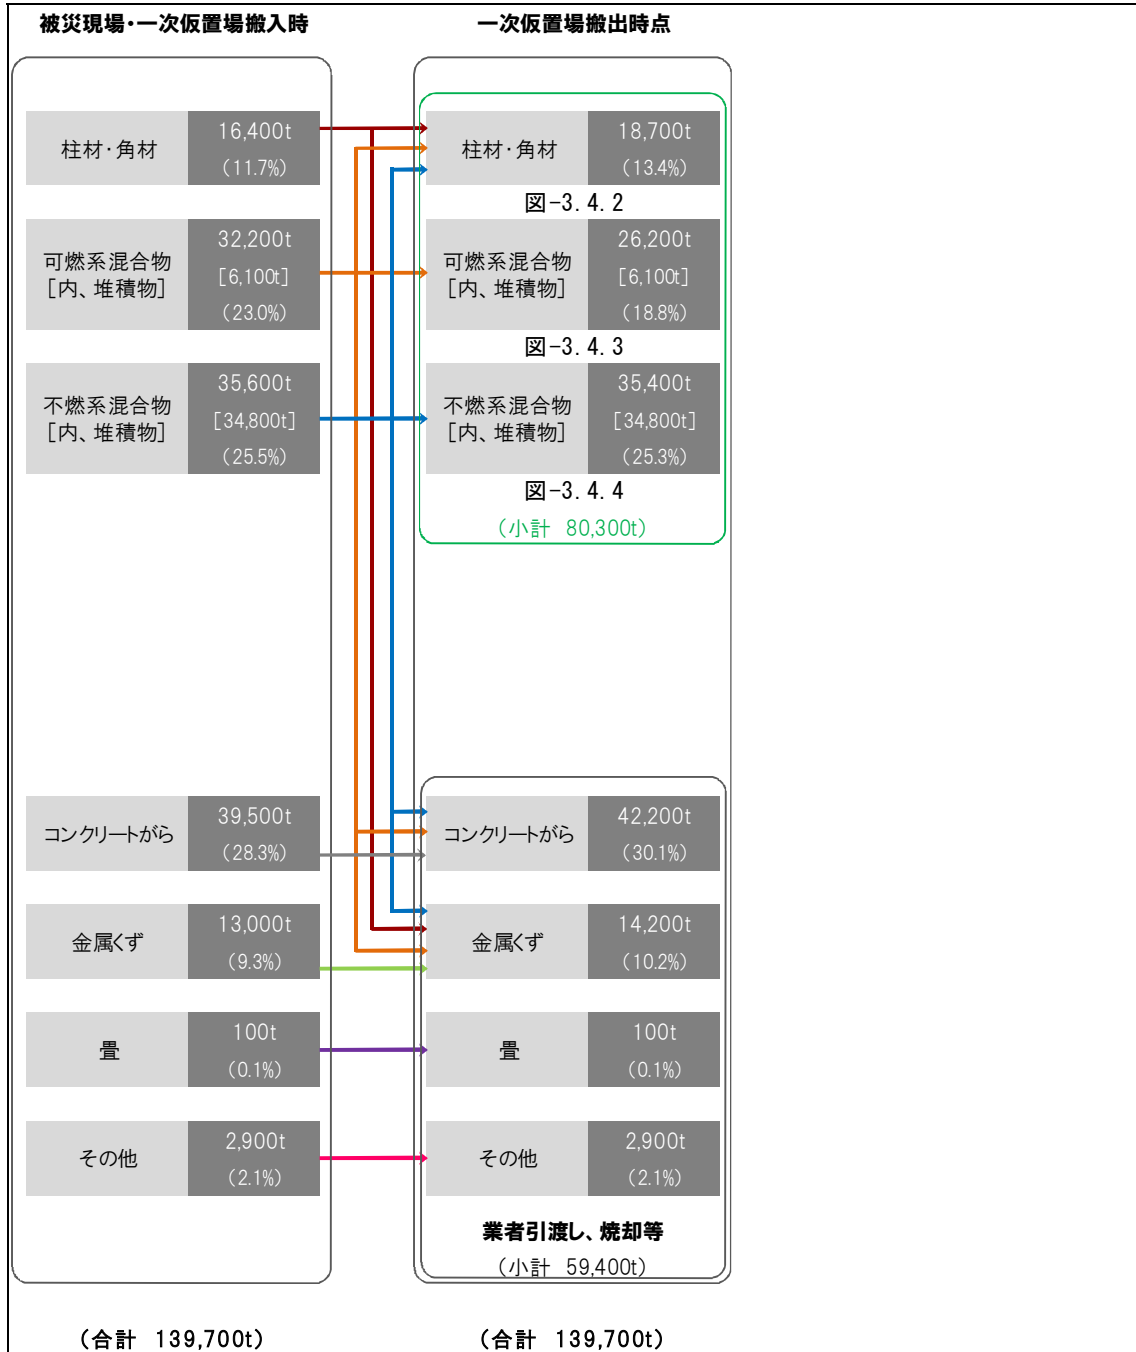 被災現場・一次仮置場搬入時
柱材・角材
16,400t
(11.7%)
可燃系混合物
[内、堆積物]
32,200t
[6,100t]
(23.0%)
不燃系混合物
[内、堆積物]
35,600t
[34,800t]
(25.5%)
コンクリートがら
39,500t
(28.3%)
金属くず
13,000t
(9.3%)
畳
100t
(0.1%)
その他
2,900t
(2.1%)
(合計 139,700t)
一次仮置場搬出時点
柱材・角材
18,700t
(13.4%)
図-3.4.2
可燃系混合物
[内、堆積物]
26,200t
[6,100t]
(18.8%)
図-3.4.3
不燃系混合物
[内、堆積物]
35,400t
[34,800t]
(25.3%)
図-3.4.4
(小計 80,300t)
コンクリートがら
42,200t
(30.1%)
金属くず
14,200t
(10.2%)
畳
100t
(0.1%)
その他
2,900t
(2.1%)
業者引渡し、焼却等
(小計 59,400t)
(合計 139,700t)